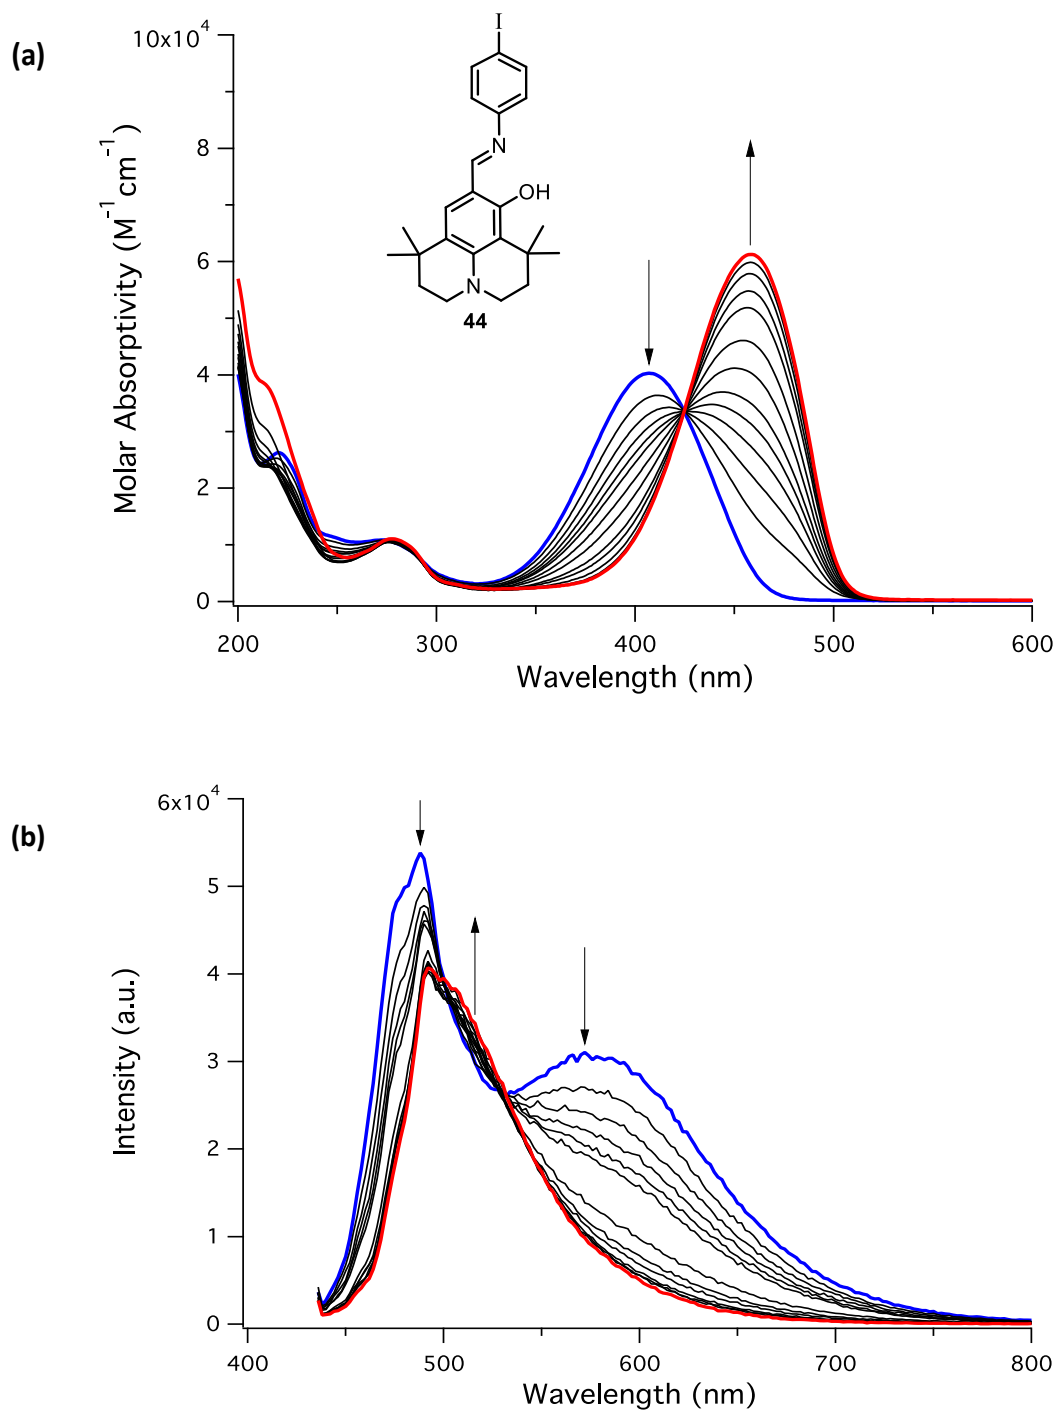 (a)
10x10⁴
8
6
4
2
0
Molar Absorptivity (M⁻¹ cm⁻¹)
I
N
OH
N
44
200
300
400
500
600
Wavelength (nm)
(b)
6x10⁴
5
4
3
2
1
0
Intensity (a.u.)
400
500
600
700
800
Wavelength (nm)